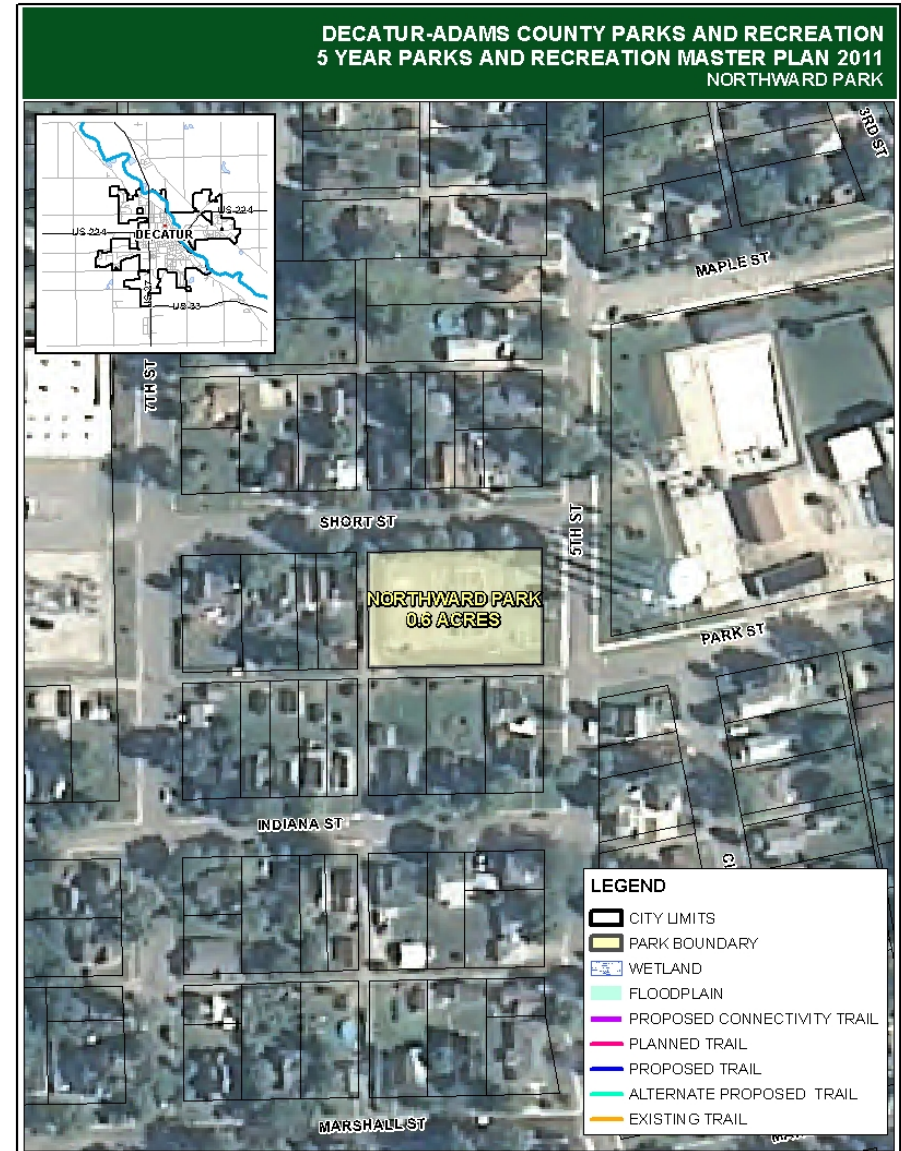 DECATUR-ADAMS COUNTY PARKS AND RECREATION
5 YEAR PARKS AND RECREATION MASTER PLAN 2011
NORTHWARD PARK
US-224
US-224
DECATUR
US-27
US-33
3RD ST
MAPLE ST
7TH ST
SHORT ST
5TH ST
NORTHWARD PARK
0.6 ACRES
PARK ST
INDIANA ST
MARSHALL ST
LEGEND
CITY LIMITS
PARK BOUNDARY
WETLAND
FLOODPLAIN
PROPOSED CONNECTIVITY TRAIL
PLANNED TRAIL
PROPOSED TRAIL
ALTERNATE PROPOSED TRAIL
EXISTING TRAIL